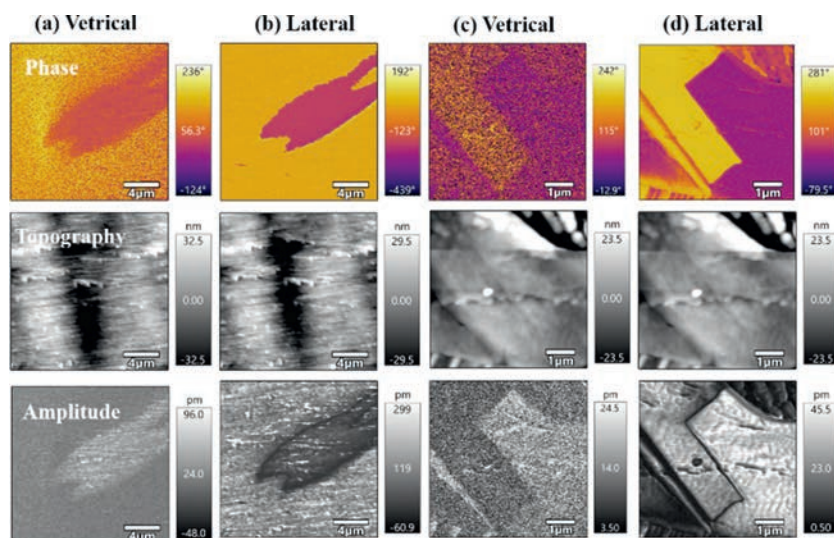 (a) Vetrical (b) Lateral (c) Vetrical (d) Lateral
Phase
236° 192° 242° 281°
56.3° -123° 115° 101°
-124° -439° -12.9° -79.5°
4μm 4μm 1μm 1μm
nm nm nm nm
Topography
32.5 29.5 23.5 23.5
0.00 0.00 0.00 0.00
-32.5 -29.5 -23.5 -23.5
4μm 4μm 1μm 1μm
pm pm pm pm
Amplitude
96.0 299 24.5 45.5
24.0 119 14.0 23.0
-48.0 -60.9 3.50 0.50
4μm 4μm 1μm 1μm